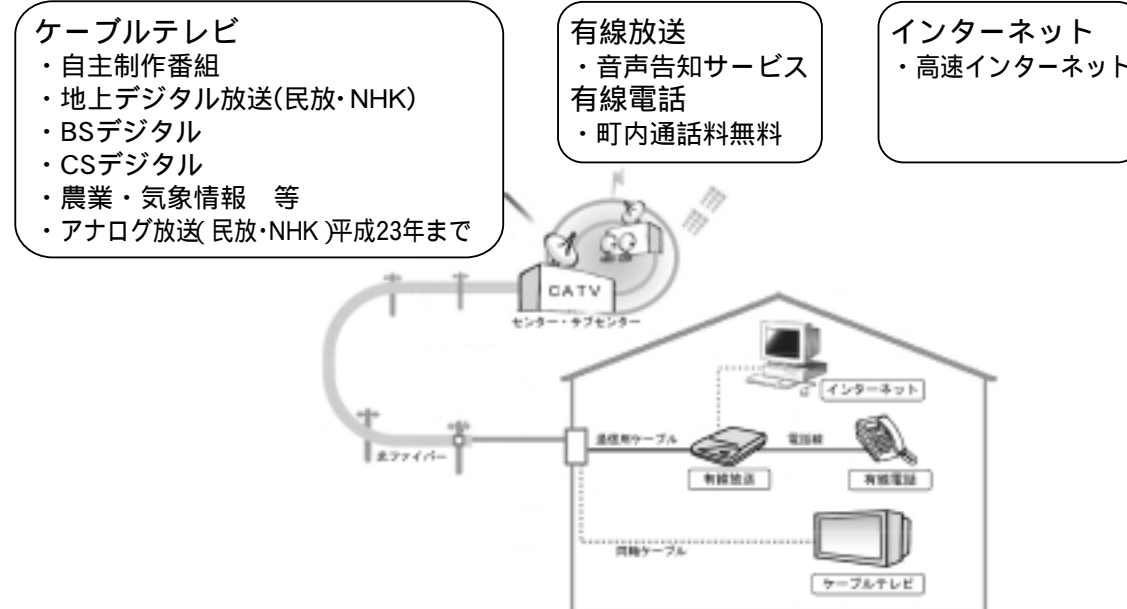 ケーブルテレビ
・自主制作番組
・地上デジタル放送(民放・NHK)
・BSデジタル
・CSデジタル
・農業・気象情報　等
・アナログ放送(民放・NHK)平成23年まで
有線放送
・音声告知サービス
有線電話
・町内通話料無料
インターネット
・高速インターネット
CATV
センター・サブセンター
光ファイバー
インターネット
通信用ケーブル
電話線
有線放送
有線電話
同軸ケーブル
ケーブルテレビ